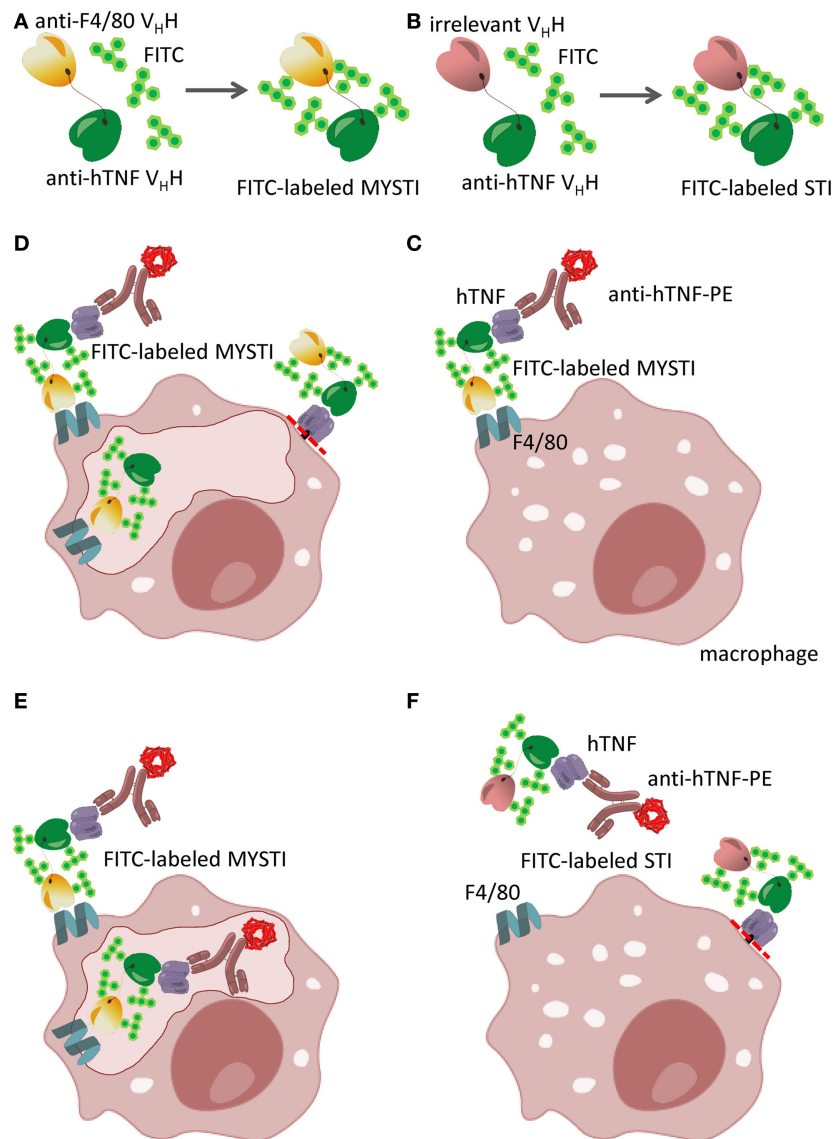 A
anti-F4/80 VHH
FITC
anti-hTNF VHH
FITC-labeled MYSTI
B
irrelevant VHH
FITC
anti-hTNF VHH
FITC-labeled STI
D
FITC-labeled MYSTI
C
hTNF
anti-hTNF-PE
FITC-labeled MYSTI
F4/80
macrophage
E
FITC-labeled MYSTI
F
hTNF
anti-hTNF-PE
FITC-labeled STI
F4/80